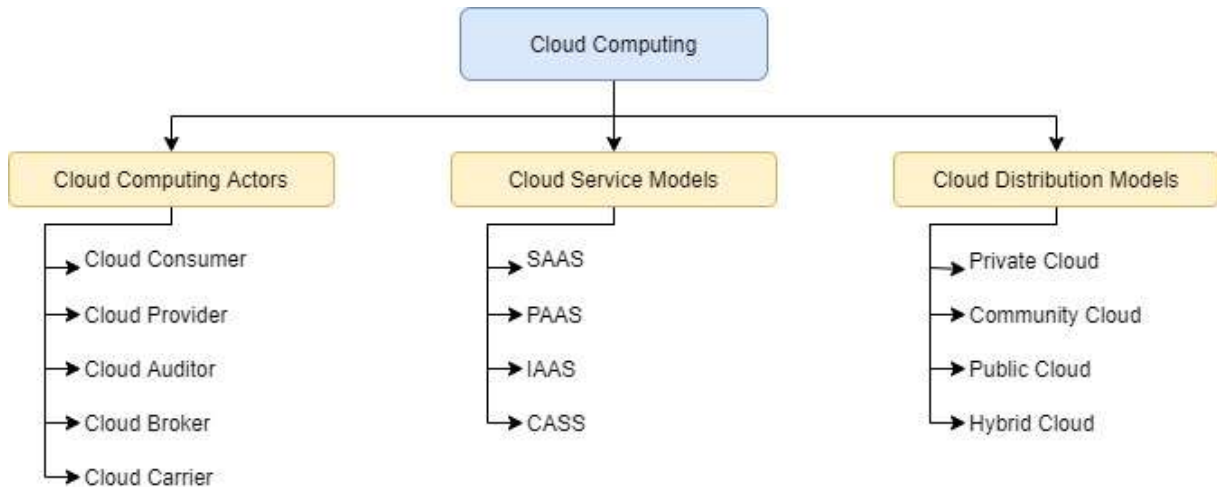 Cloud Computing
Cloud Computing Actors
Cloud Consumer
Cloud Provider
Cloud Auditor
Cloud Broker
Cloud Carrier
Cloud Service Models
SAAS
PAAS
IAAS
CASS
Cloud Distribution Models
Private Cloud
Community Cloud
Public Cloud
Hybrid Cloud